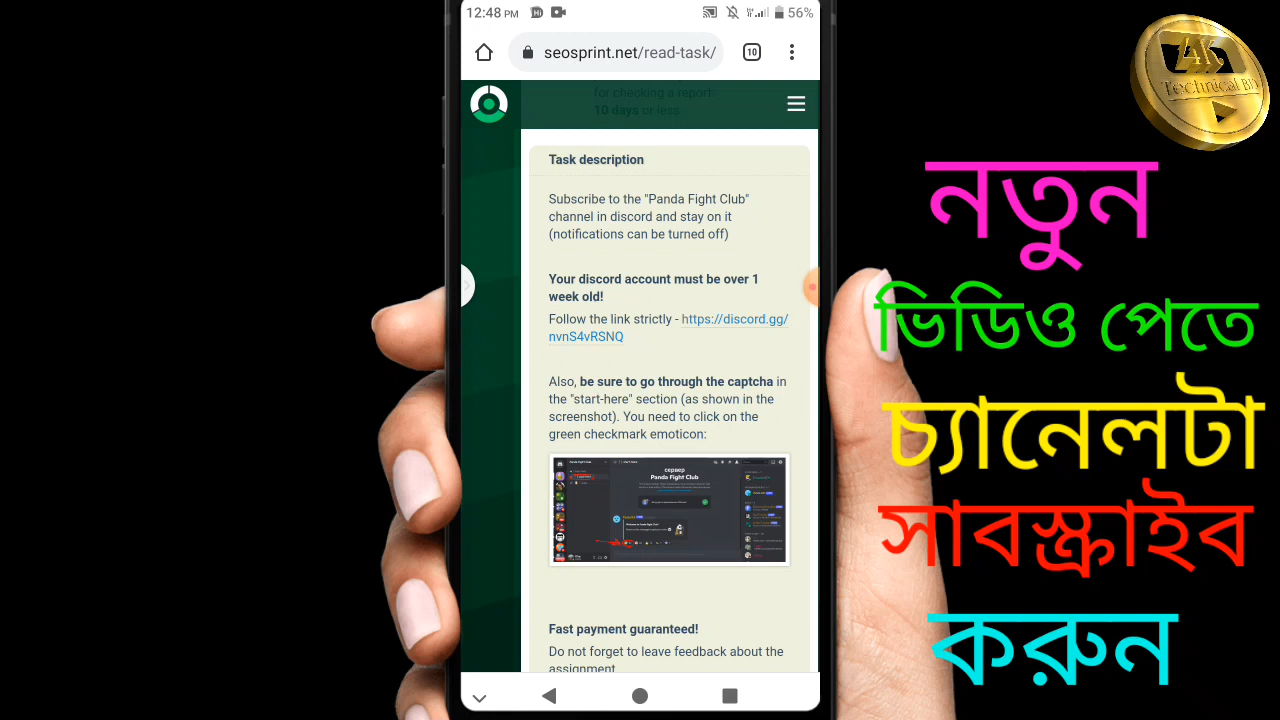 12:48 PM
56%
seosprint.net/read-task/
10
for checking a report:
10 days or less
Task description
Subscribe to the "Panda Fight Club"
channel in discord and stay on it
(notifications can be turned off)
Your discord account must be over 1
week old!
Follow the link strictly - https://discord.gg/
nvnS4vRSNQ
Also, be sure to go through the captcha in
the "start-here" section (as shown in the
screenshot). You need to click on the
green checkmark emoticon:
сервер
Panda Fight Club
Fast payment guaranteed!
Do not forget to leave feedback about the
assignment
Technical BD
নতুন
ভিডিও পেতে
চ্যানেলটা
সাবস্ক্রাইব
করুন